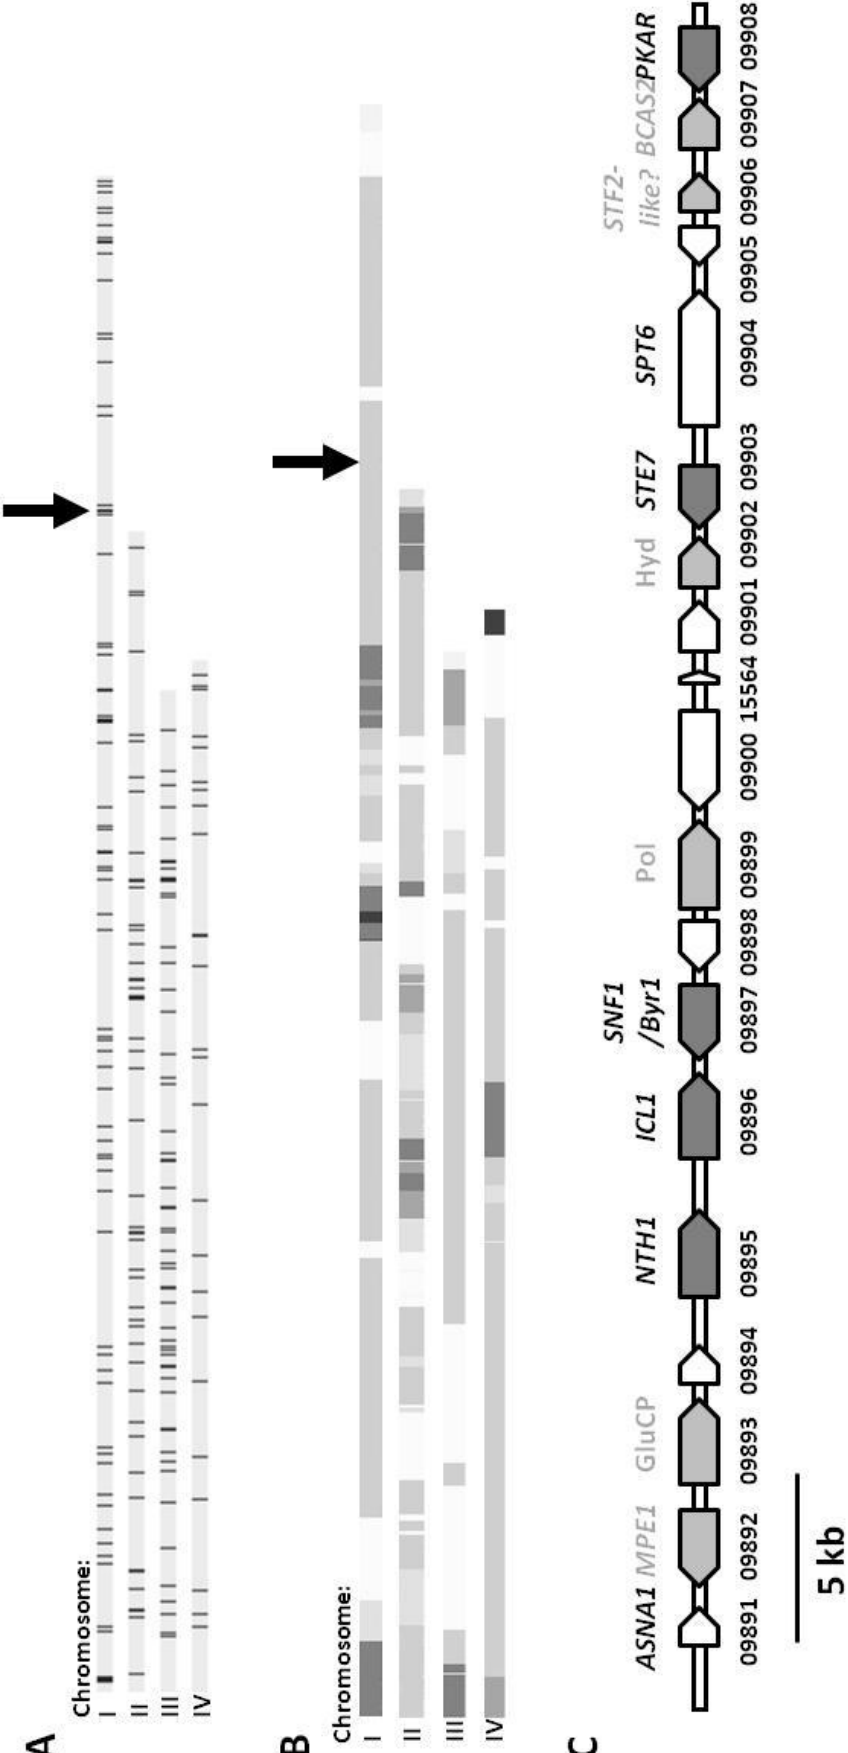 A
Chromosome:
I
II
III
IV
B
Chromosome:
I
II
III
IV
C
ASNA1 MPE1 GluCP NTH1 ICL1 SNF1
/Byr1 Pol Hyd STE7 SPT6 STF2-
like? BCAS2 PKAR
09891 09892 09893 09894 09895 09896 09897 09898 09899 09900 15564 09901 09902 09903 09904 09905 09906 09907 09908
5 kb